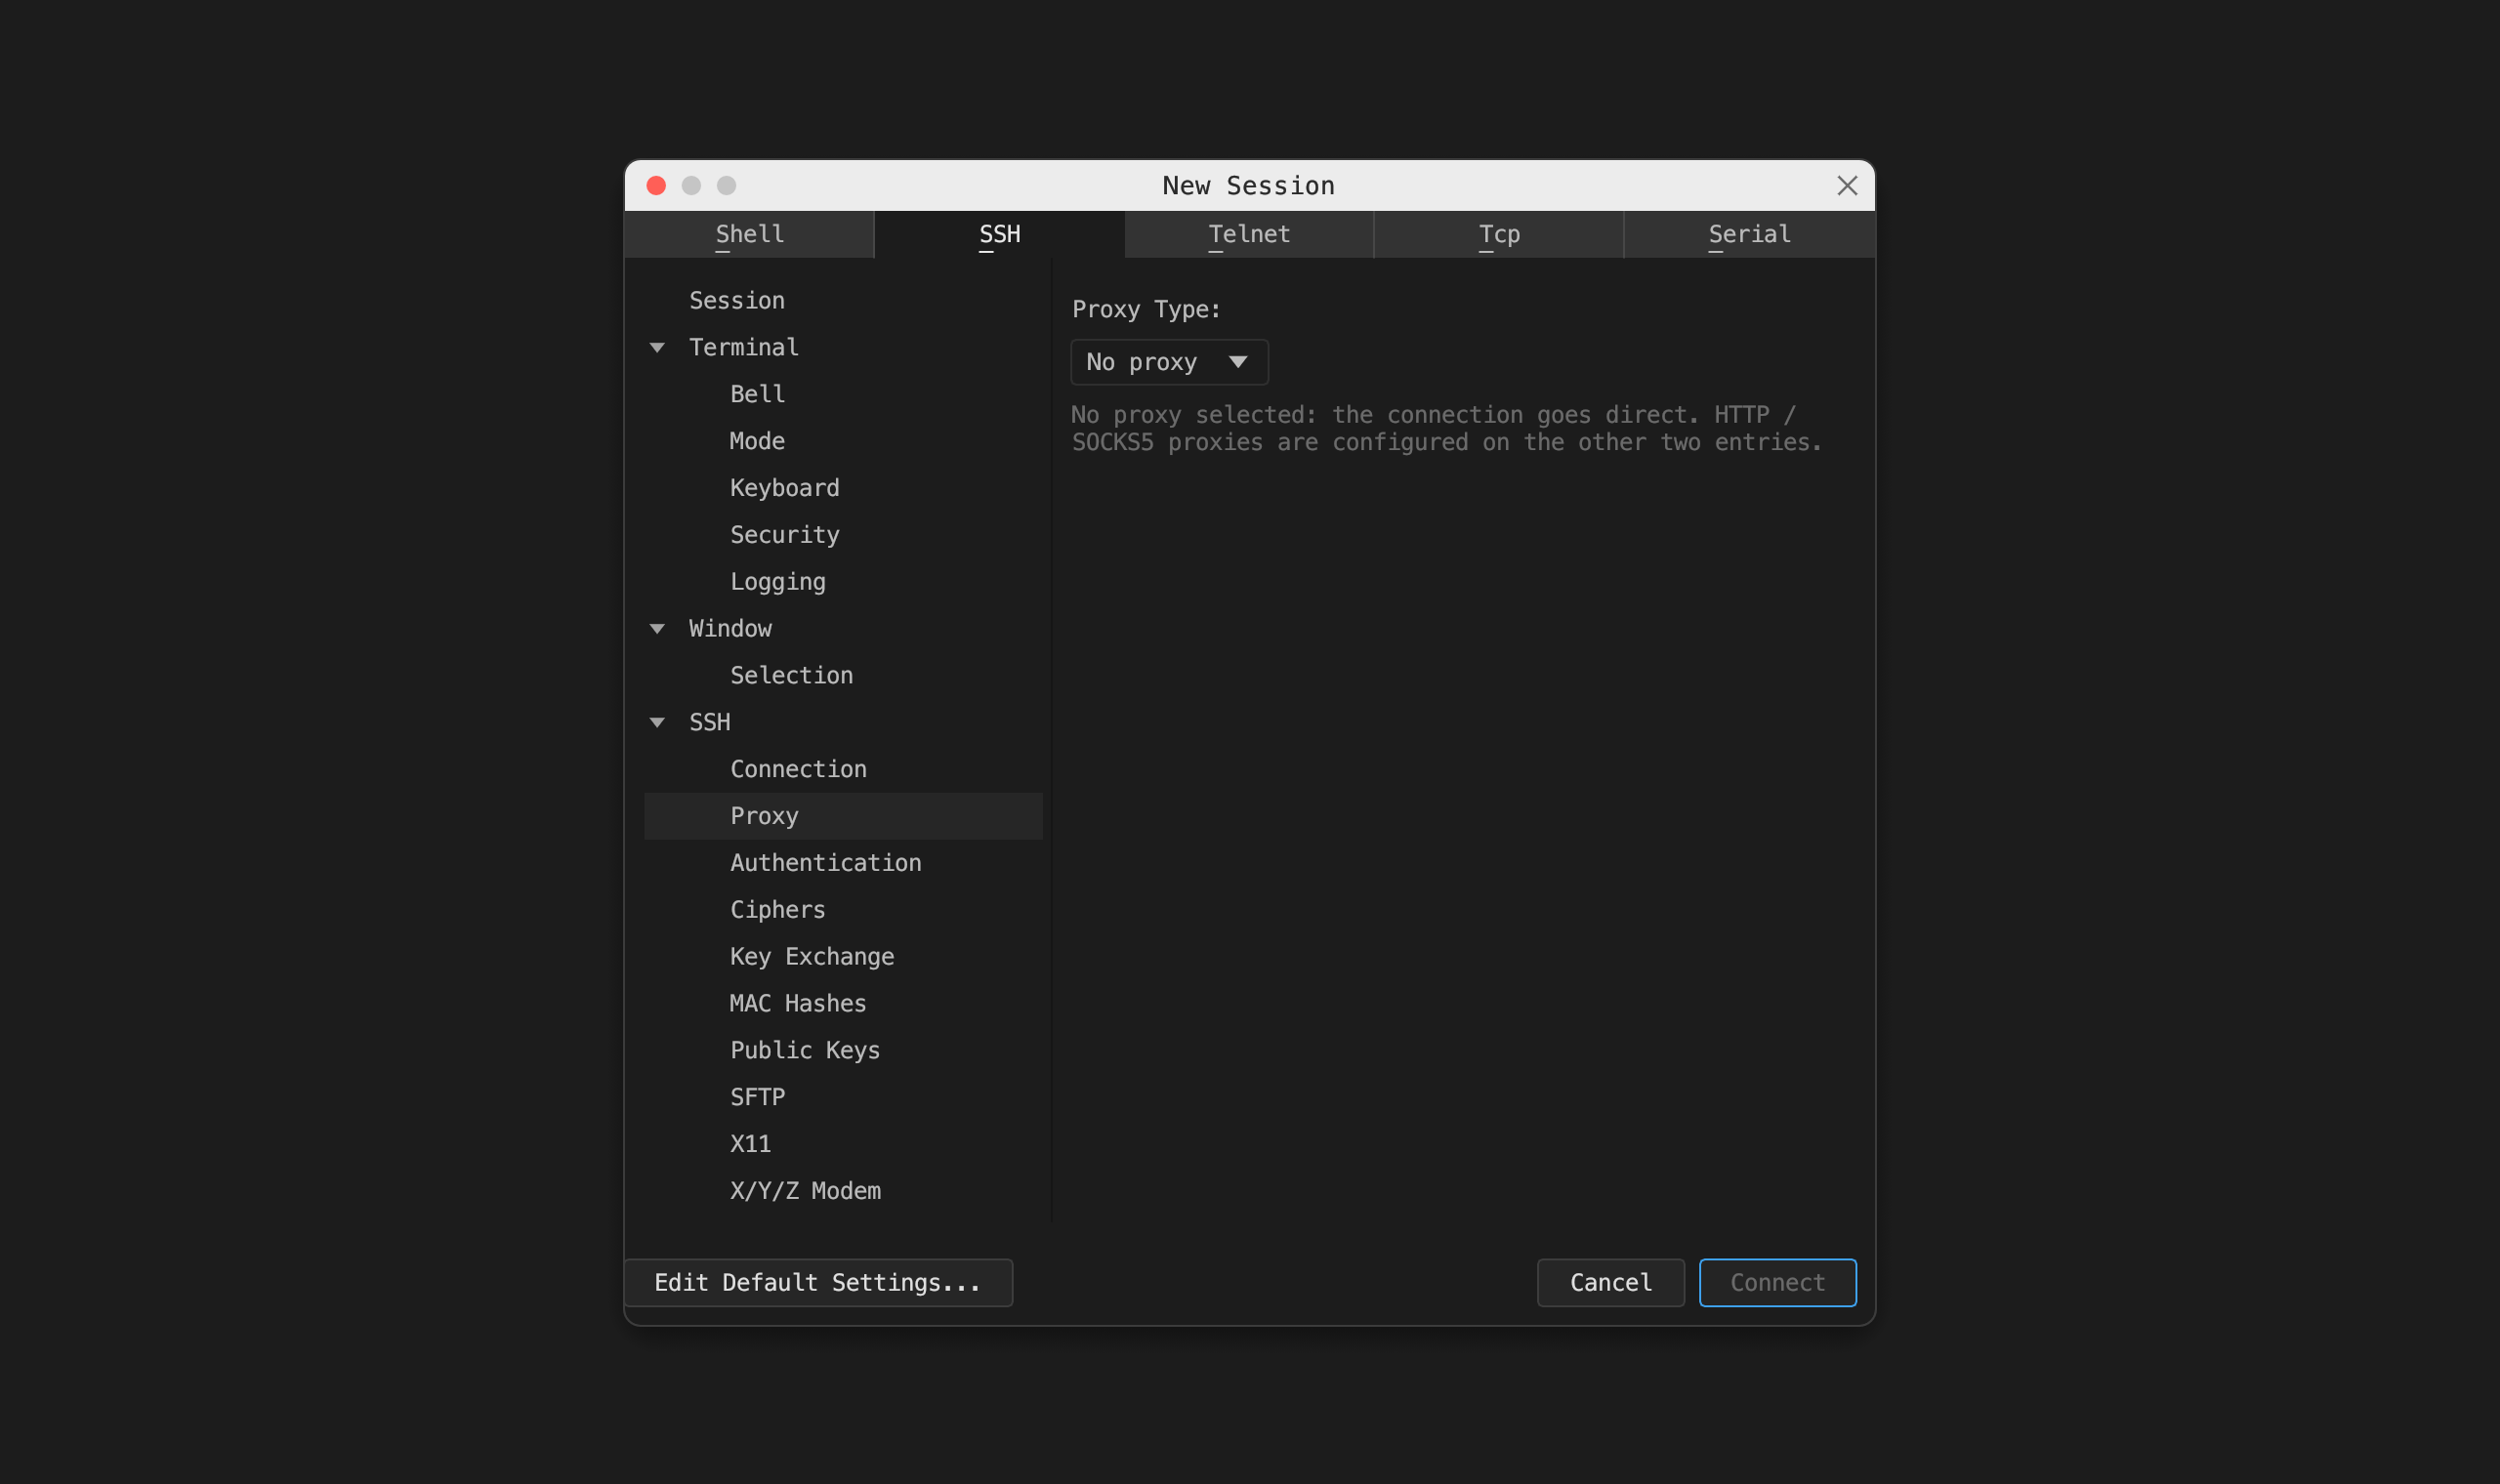 New Session
Shell
SSH
Telnet
Tcp
Serial
Session
Terminal
Bell
Mode
Keyboard
Security
Logging
Window
Selection
SSH
Connection
Proxy
Authentication
Ciphers
Key Exchange
MAC Hashes
Public Keys
SFTP
X11
X/Y/Z Modem
Proxy Type:
No proxy
No proxy selected: the connection goes direct. HTTP /
SOCKS5 proxies are configured on the other two entries.
Edit Default Settings...
Cancel
Connect